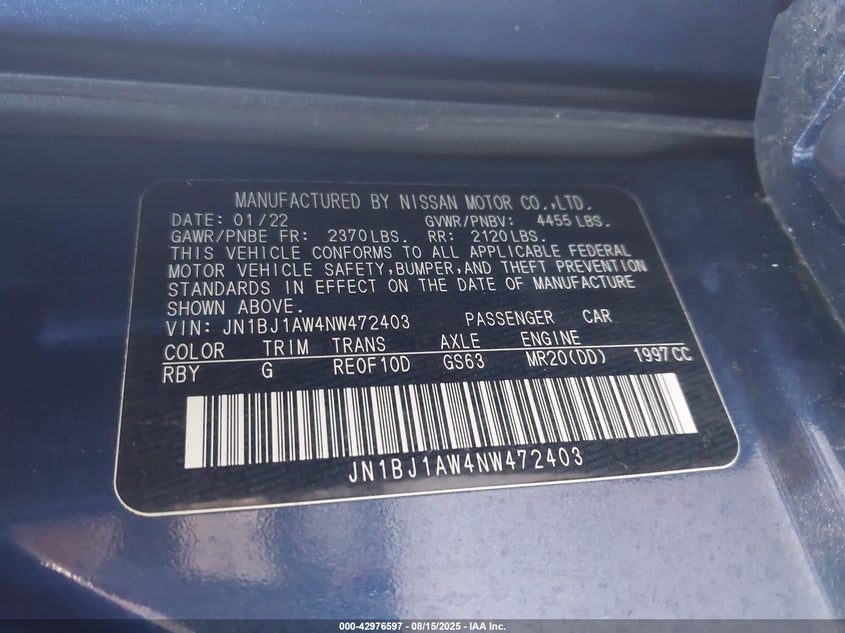 MANUFACTURED BY NISSAN MOTOR CO.,LTD.
DATE: 01/22 GVWR/PNBV: 4455 LBS.
GAWR/PNBE FR: 2370 LBS. RR: 2120 LBS.
THIS VEHICLE CONFORMS TO ALL APPLICABLE FEDERAL
MOTOR VEHICLE SAFETY,BUMPER,AND THEFT PREVENTION
STANDARDS IN EFFECT ON THE DATE OF MANUFACTURE
SHOWN ABOVE.
VIN: JN1BJ1AW4NW472403 PASSENGER CAR
COLOR TRIM TRANS AXLE ENGINE
RBY G RE0F10D GS63 MR20(DD) 1997 CC
JN1BJ1AW4NW472403
000-42976597 - 08/15/2025 - IAA Inc.